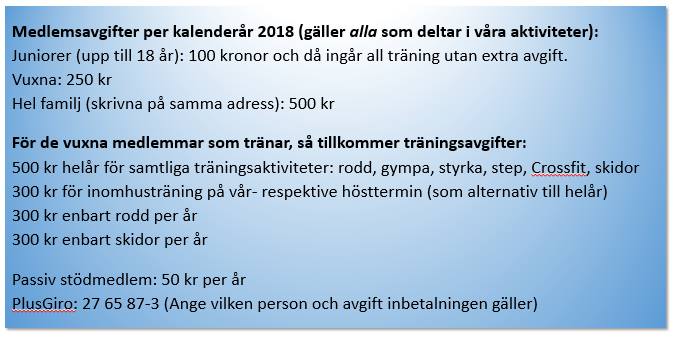 Medlemsavgifter per kalenderår 2018 (gäller alla som deltar i våra aktiviteter):
Juniorer (upp till 18 år): 100 kronor och då ingår all träning utan extra avgift.
Vuxna: 250 kr
Hel familj (skrivna på samma adress): 500 kr
För de vuxna medlemmar som tränar, så tillkommer träningsavgifter:
500 kr helår för samtliga träningsaktiviteter: rodd, gympa, styrka, step, Crossfit, skidor
300 kr för inomhusträning på vår- respektive hösttermin (som alternativ till helår)
300 kr enbart rodd per år
300 kr enbart skidor per år
Passiv stödmedlem: 50 kr per år
PlusGiro: 27 65 87-3 (Ange vilken person och avgift inbetalningen gäller)